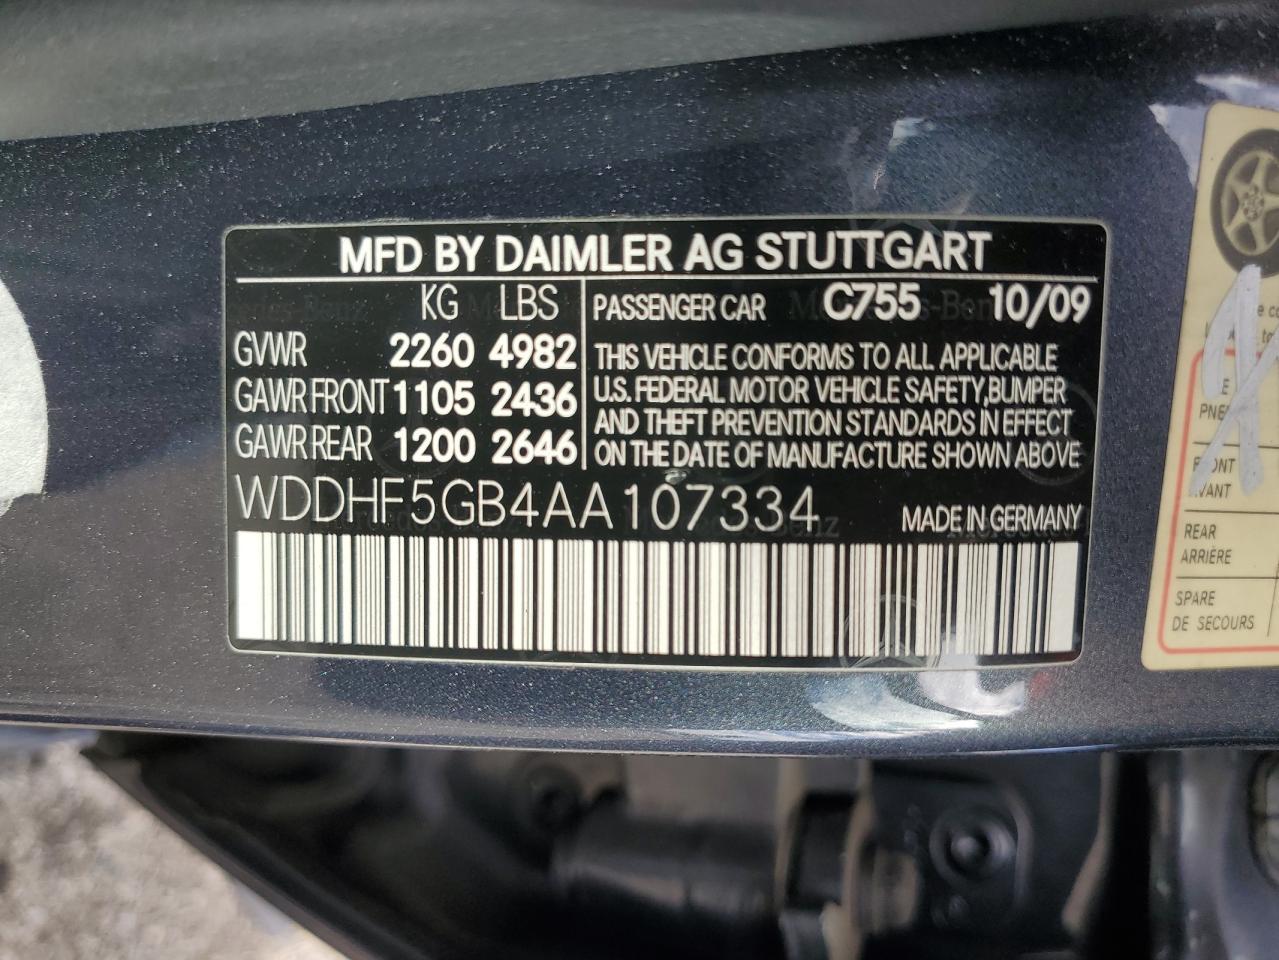 MFD BY DAIMLER AG STUTTGART
KG LBS
GVWR 2260 4982
GAWR FRONT 1105 2436
GAWR REAR 1200 2646
PASSENGER CAR C755 10/09
THIS VEHICLE CONFORMS TO ALL APPLICABLE
U.S. FEDERAL MOTOR VEHICLE SAFETY,BUMPER
AND THEFT PREVENTION STANDARDS IN EFFECT
ON THE DATE OF MANUFACTURE SHOWN ABOVE
WDDHF5GB4AA107334 MADE IN GERMANY
REAR
ARRIÈRE
SPARE
DE SECOURS